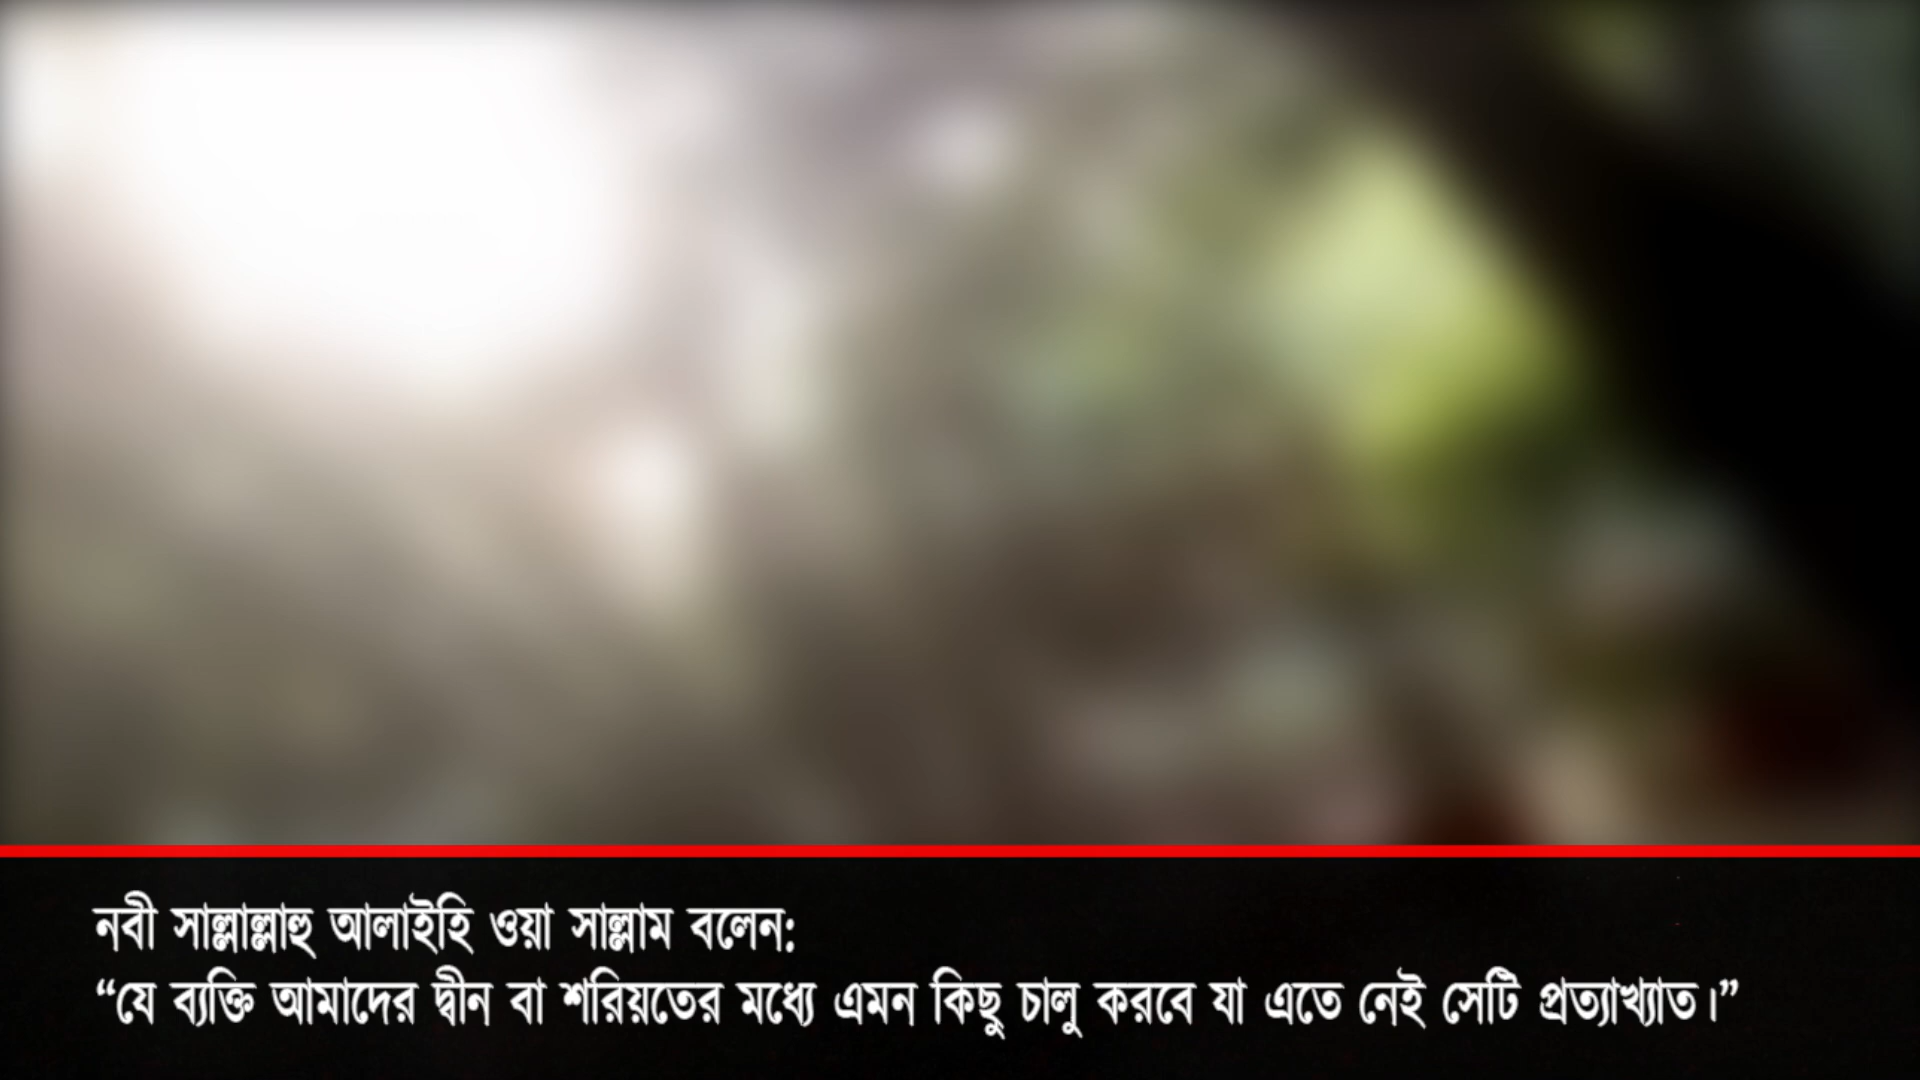 নবী সাল্লাল্লাহু আলাইহি ওয়া সাল্লাম বলেন:
“যে ব্যক্তি আমাদের দ্বীন বা শরিয়তের মধ্যে এমন কিছু চালু করবে যা এতে নেই সেটি প্রত্যাখ্যাত।”